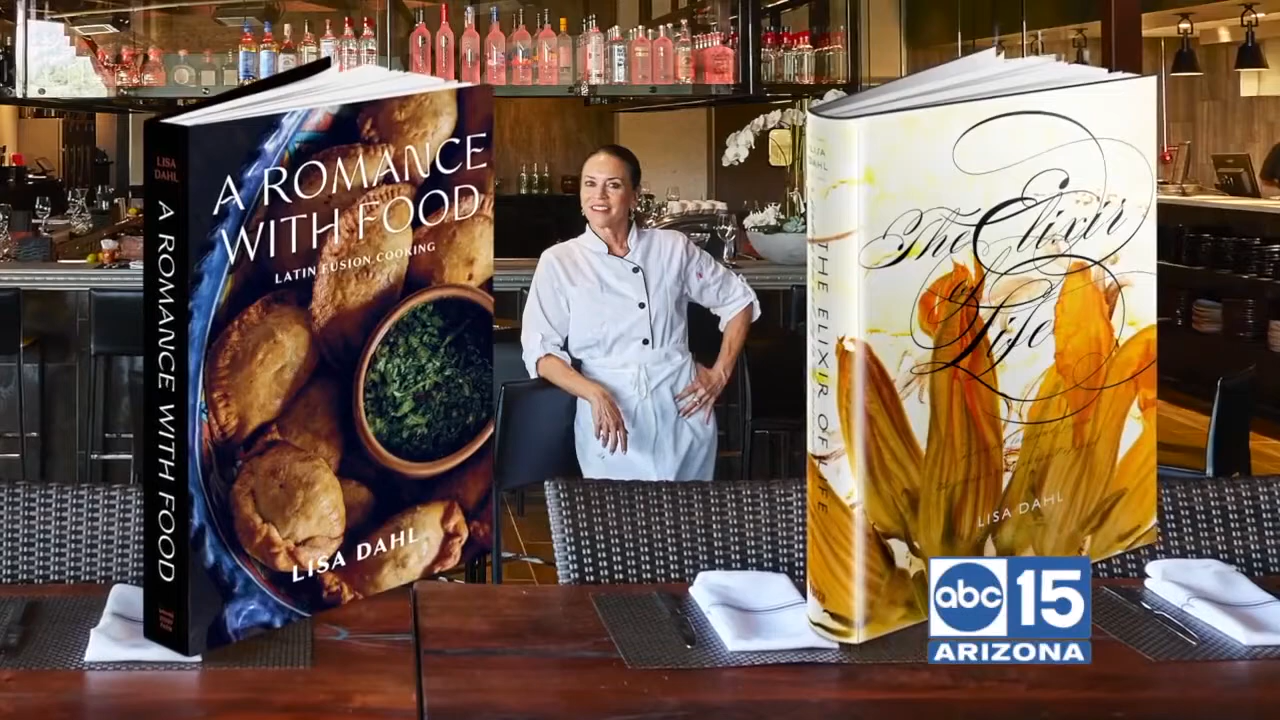 LISA
DAHL
A ROMANCE WITH FOOD
A ROMANCE
WITH FOOD
LATIN FUSION COOKING
LISA DAHL
LISA
DAHL
THE ELIXIR OF LIFE
The Elixir
of
Life
LISA DAHL
abc 15
ARIZONA